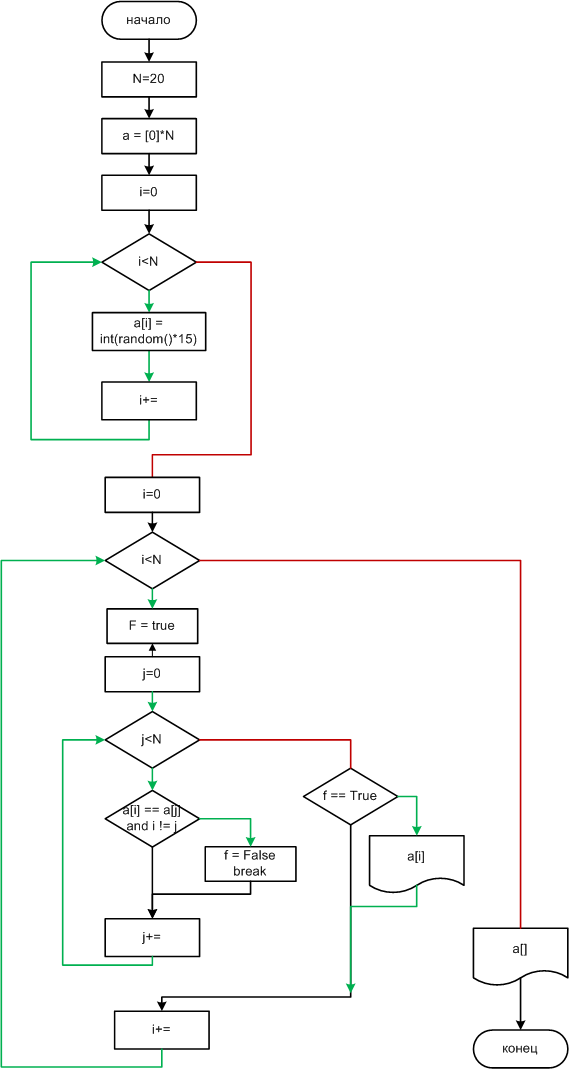 начало
N=20
a = [0]*N
i=0
i<N
a[i] =
int(random()*15)
i+=
i=0
i<N
F = true
j=0
j<N
a[i] == a[j]
and i != j
f == True
f = False
break
a[i]
j+=
a[]
i+=
конец